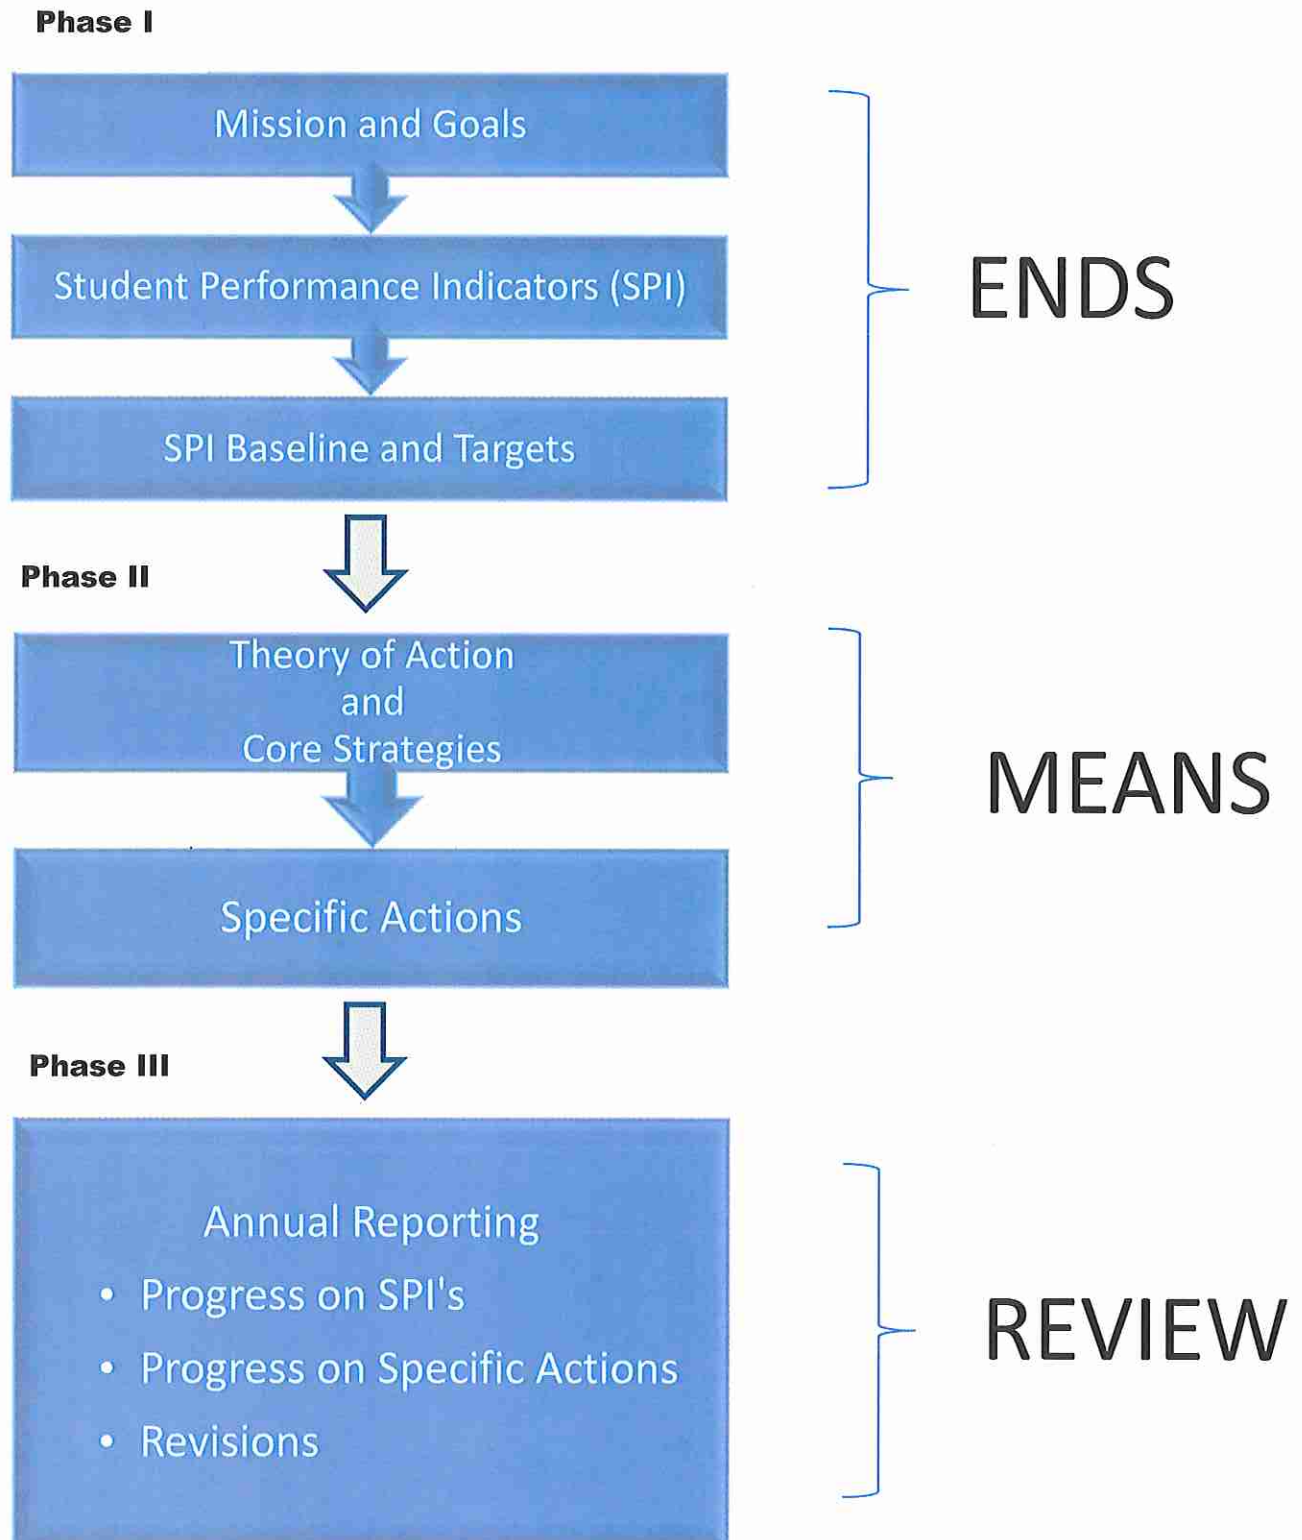 Phase I
Mission and Goals
Student Performance Indicators (SPI)
SPI Baseline and Targets
ENDS
Phase II
Theory of Action
and
Core Strategies
Specific Actions
MEANS
Phase III
Annual Reporting
• Progress on SPI's
• Progress on Specific Actions
• Revisions
REVIEW